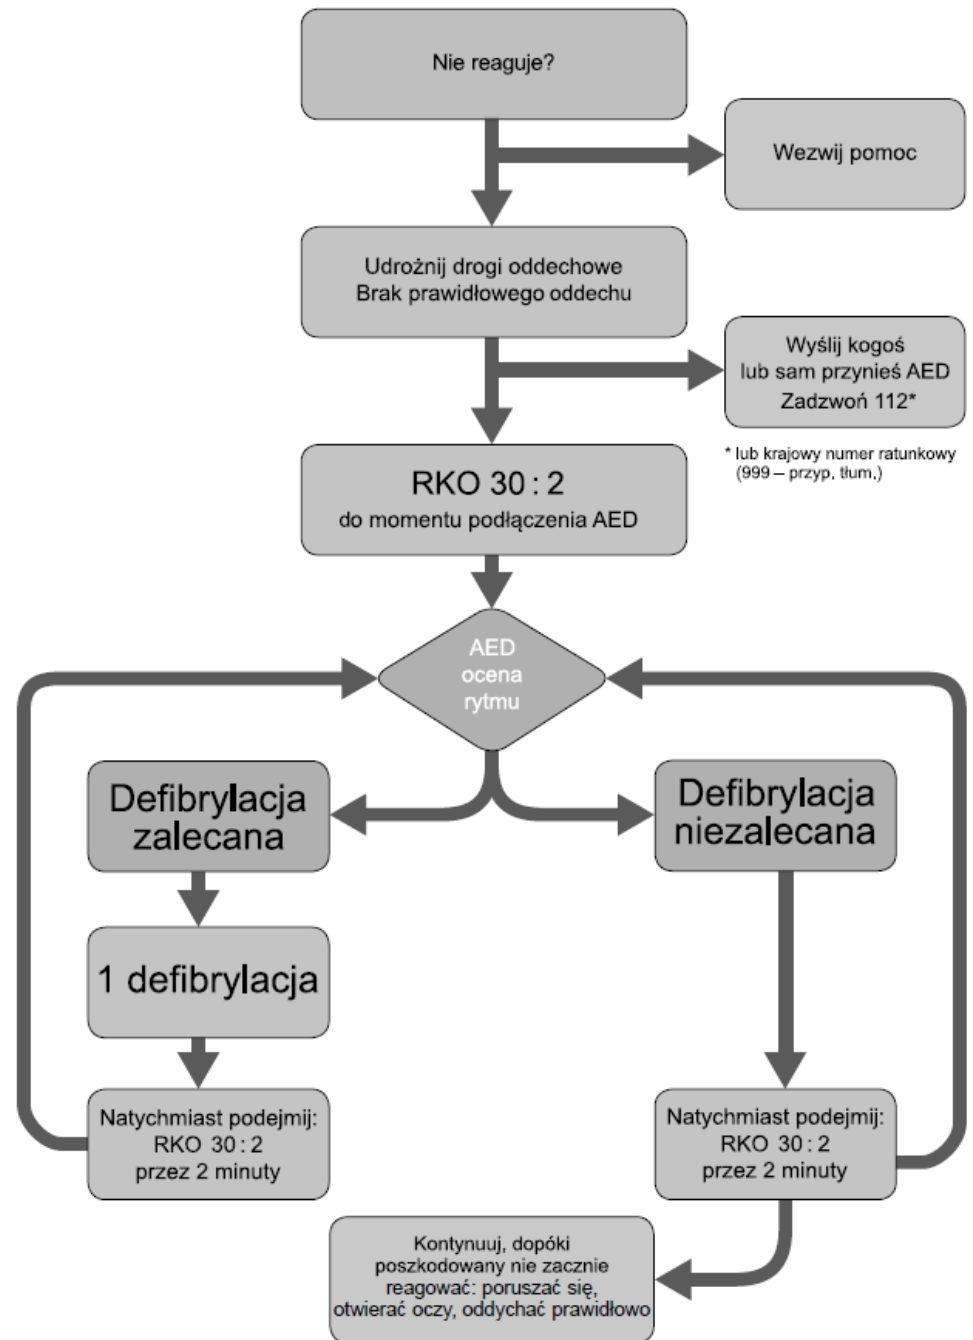 Nie reaguje?
Wezwij pomoc
Udrożnij drogi oddechowe
Brak prawidłowego oddechu
Wyślij kogoś
lub sam przynieś AED
Zadzwoń 112*
* lub krajowy numer ratunkowy
(999 – przyp. tłum.)
RKO 30 : 2
do momentu podłączenia AED
AED
ocena
rytmu
Defibrylacja
zalecana
Defibrylacja
niezalecana
1 defibrylacja
Natychmiast podejmij:
RKO 30 : 2
przez 2 minuty
Natychmiast podejmij:
RKO 30 : 2
przez 2 minuty
Kontynuuj, dopóki
poszkodowany nie zacznie
reagować: poruszać się,
otwierać oczy, oddychać prawidłowo